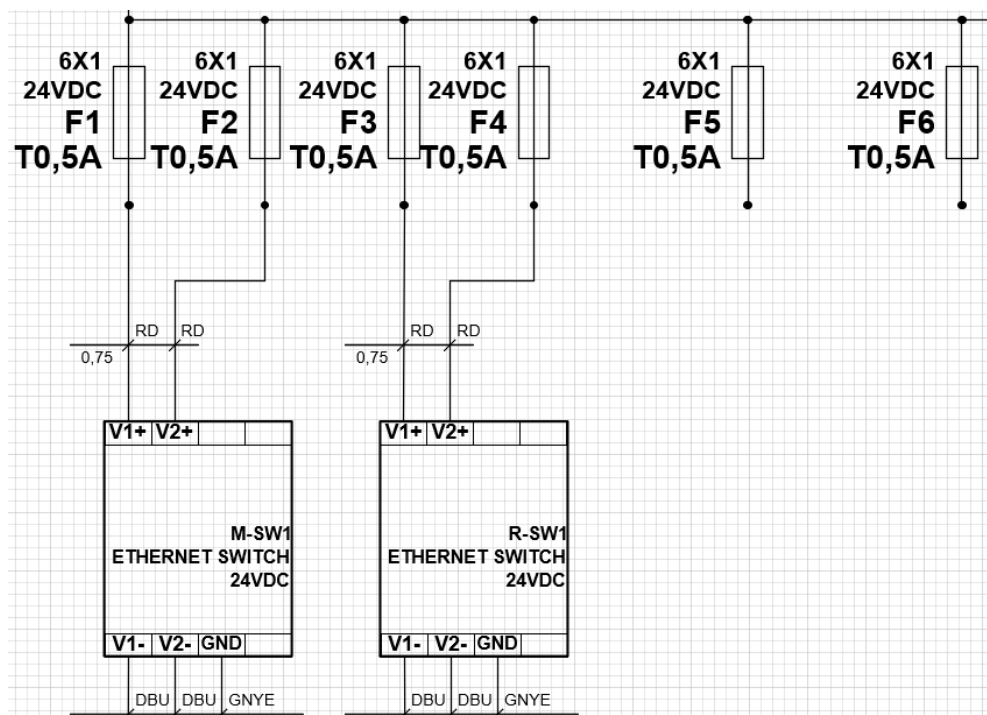 6X1 6X1 6X1 6X1 6X1 6X1
24VDC 24VDC 24VDC 24VDC 24VDC 24VDC
F1 F2 F3 F4 F5 F6
T0,5A T0,5A T0,5A T0,5A T0,5A T0,5A
RD RD RD RD
0,75 0,75
V1+ V2+ V1+ V2+
M-SW1 R-SW1
ETHERNET SWITCH ETHERNET SWITCH
24VDC 24VDC
V1- V2- GND V1- V2- GND
DBU DBU GNYE DBU DBU GNYE